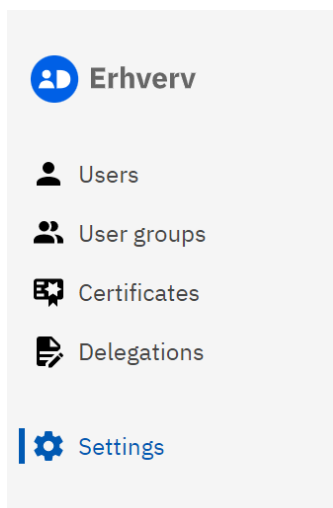 Erhverv
Users
User groups
Certificates
Delegations
Settings